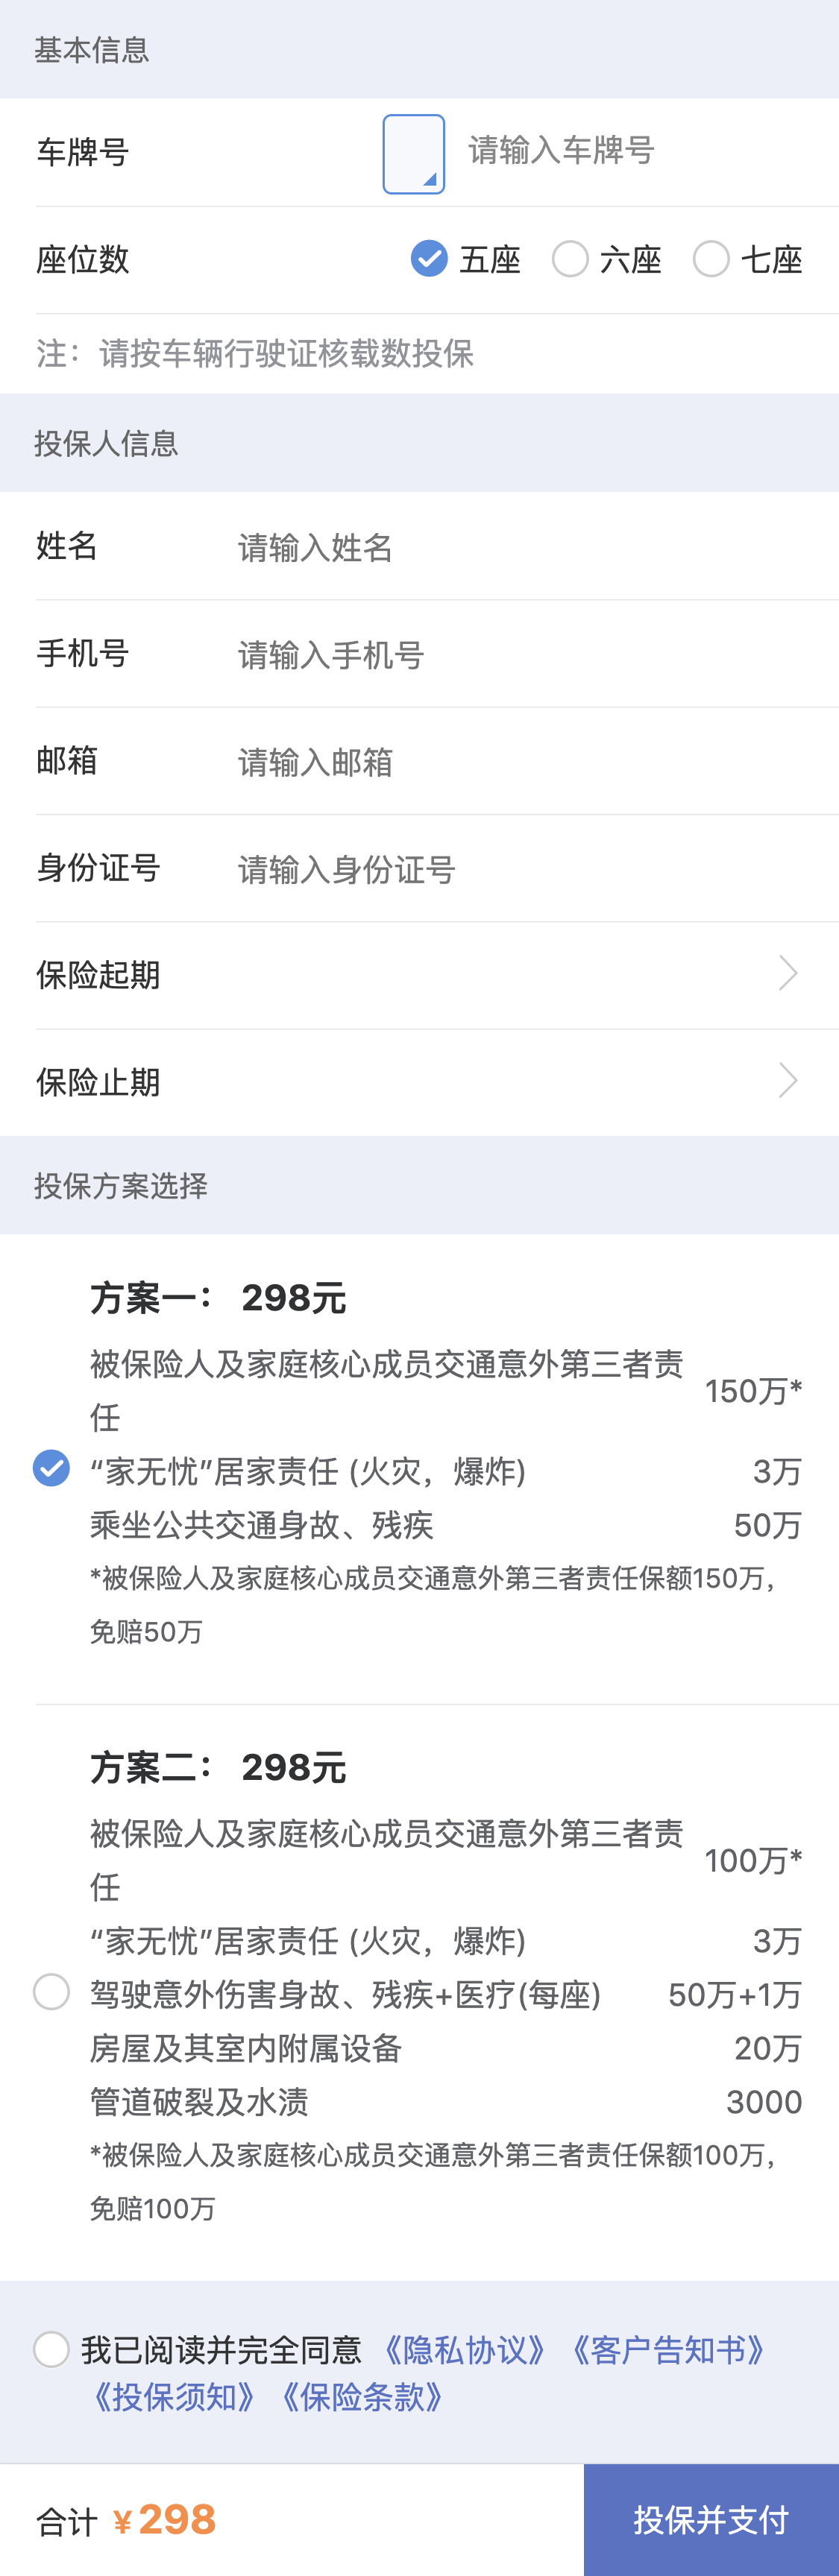 基本信息
车牌号 请输入车牌号
座位数 五座 六座 七座
注：请按车辆行驶证核载数投保
投保人信息
姓名 请输入姓名
手机号 请输入手机号
邮箱 请输入邮箱
身份证号 请输入身份证号
保险起期
保险止期
投保方案选择
方案一： 298元
被保险人及家庭核心成员交通意外第三者责
任 150万*
“家无忧”居家责任 (火灾，爆炸) 3万
乘坐公共交通身故、残疾 50万
*被保险人及家庭核心成员交通意外第三者责任保额150万，
免赔50万
方案二： 298元
被保险人及家庭核心成员交通意外第三者责
任 100万*
“家无忧”居家责任 (火灾，爆炸) 3万
驾驶意外伤害身故、残疾+医疗(每座) 50万+1万
房屋及其室内附属设备 20万
管道破裂及水渍 3000
*被保险人及家庭核心成员交通意外第三者责任保额100万，
免赔100万
我已阅读并完全同意 《隐私协议》《客户告知书》
《投保须知》《保险条款》
合计 ¥298 投保并支付